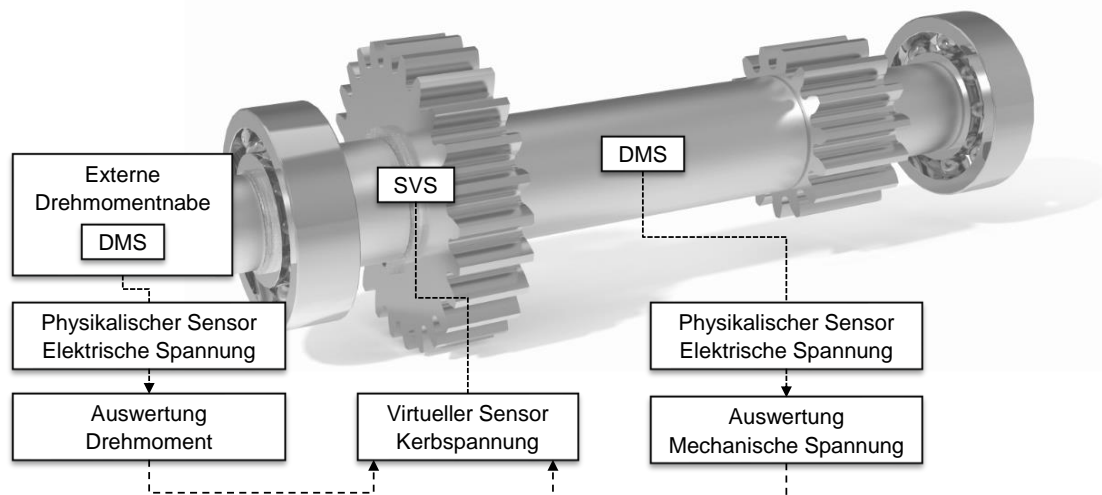 Externe
Drehmomentnabe
DMS
SVS
DMS
Physikalischer Sensor
Elektrische Spannung
Physikalischer Sensor
Elektrische Spannung
Auswertung
Drehmoment
Virtueller Sensor
Kerbspannung
Auswertung
Mechanische Spannung